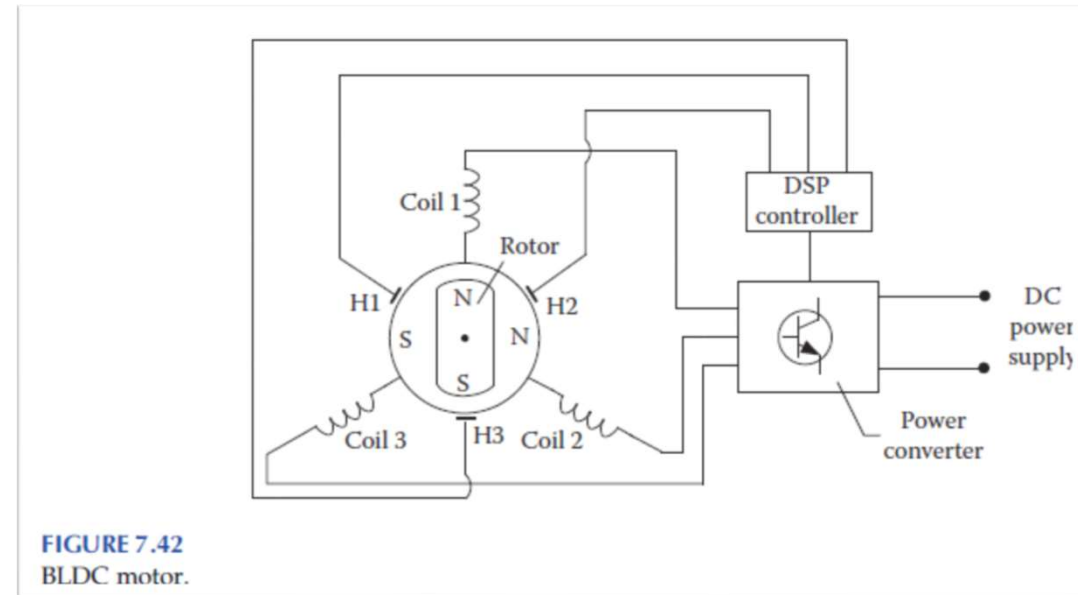 DSP
controller
Coil 1
Rotor
N
H1
H2
S
N
S
Coil 3
H3
Coil 2
DC
power
supply
Power
converter
FIGURE 7.42
BLDC motor.